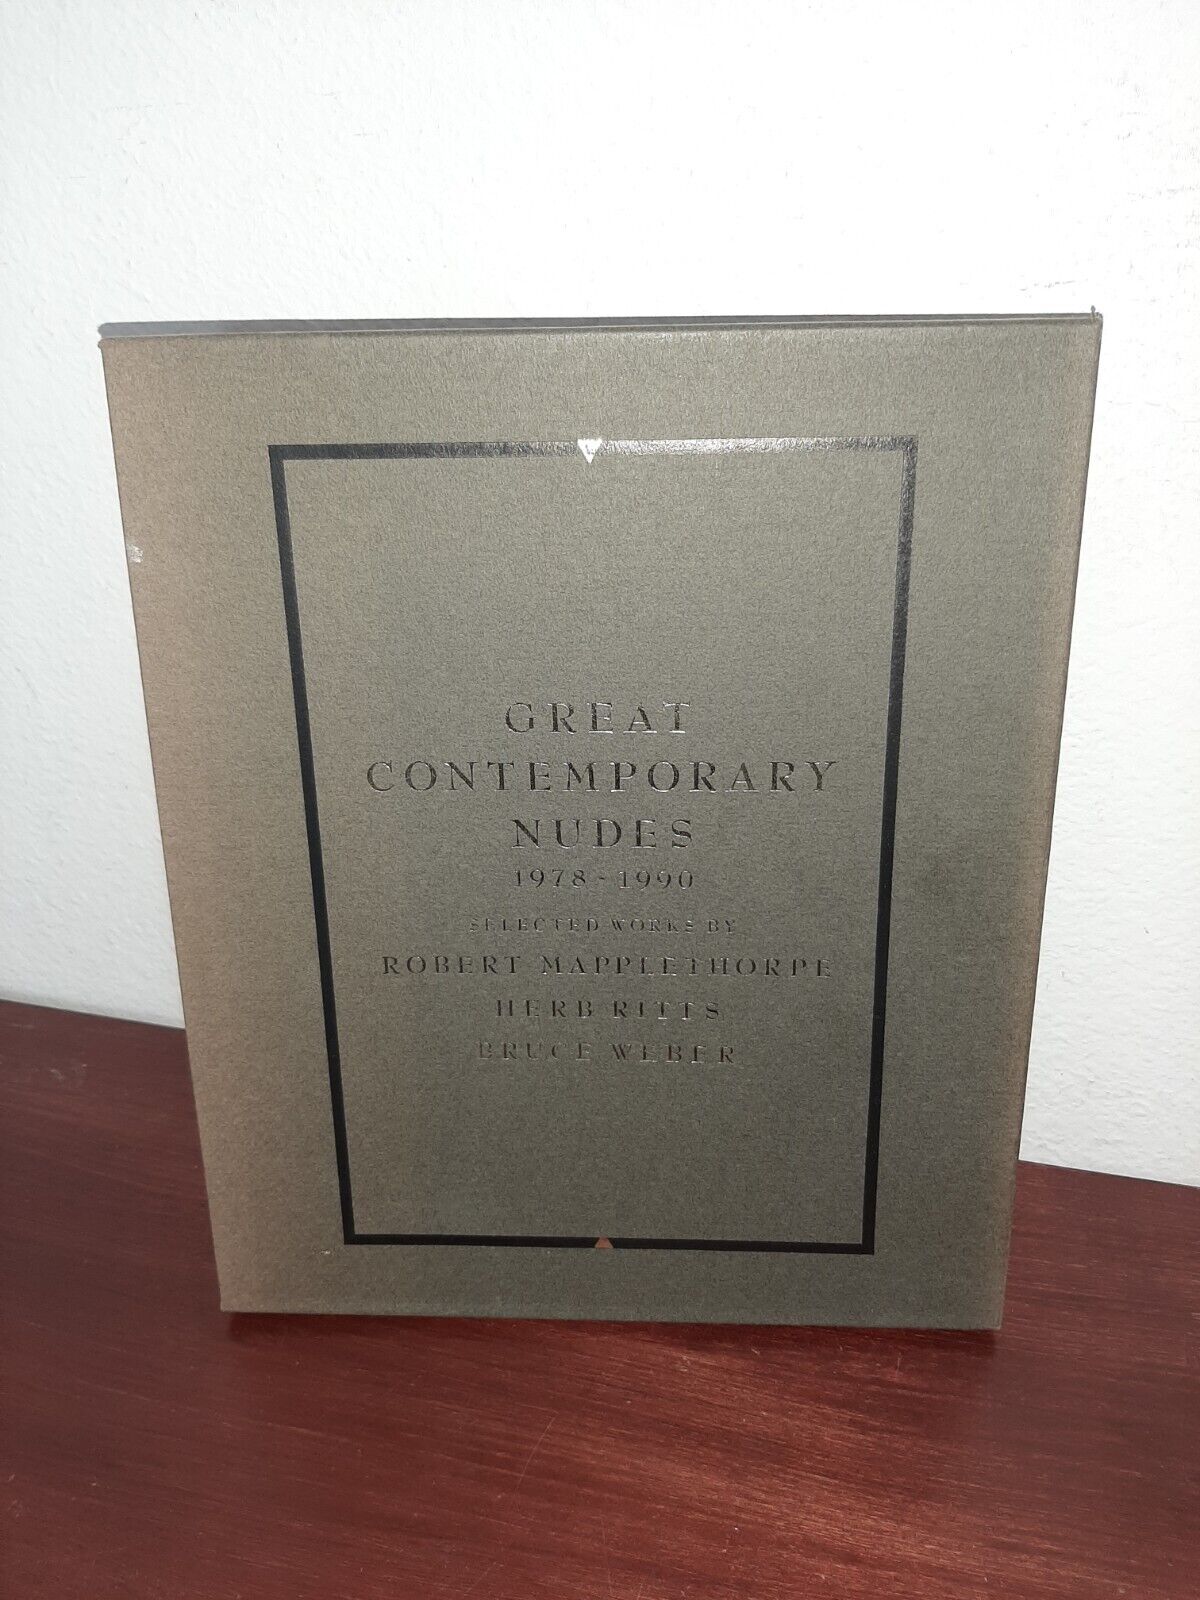 GREAT
CONTEMPORARY
NUDES
1978-1990
SELECTED WORKS BY
ROBERT MAPPLETHORPE
HERB RITTS
BRUCE WEBER